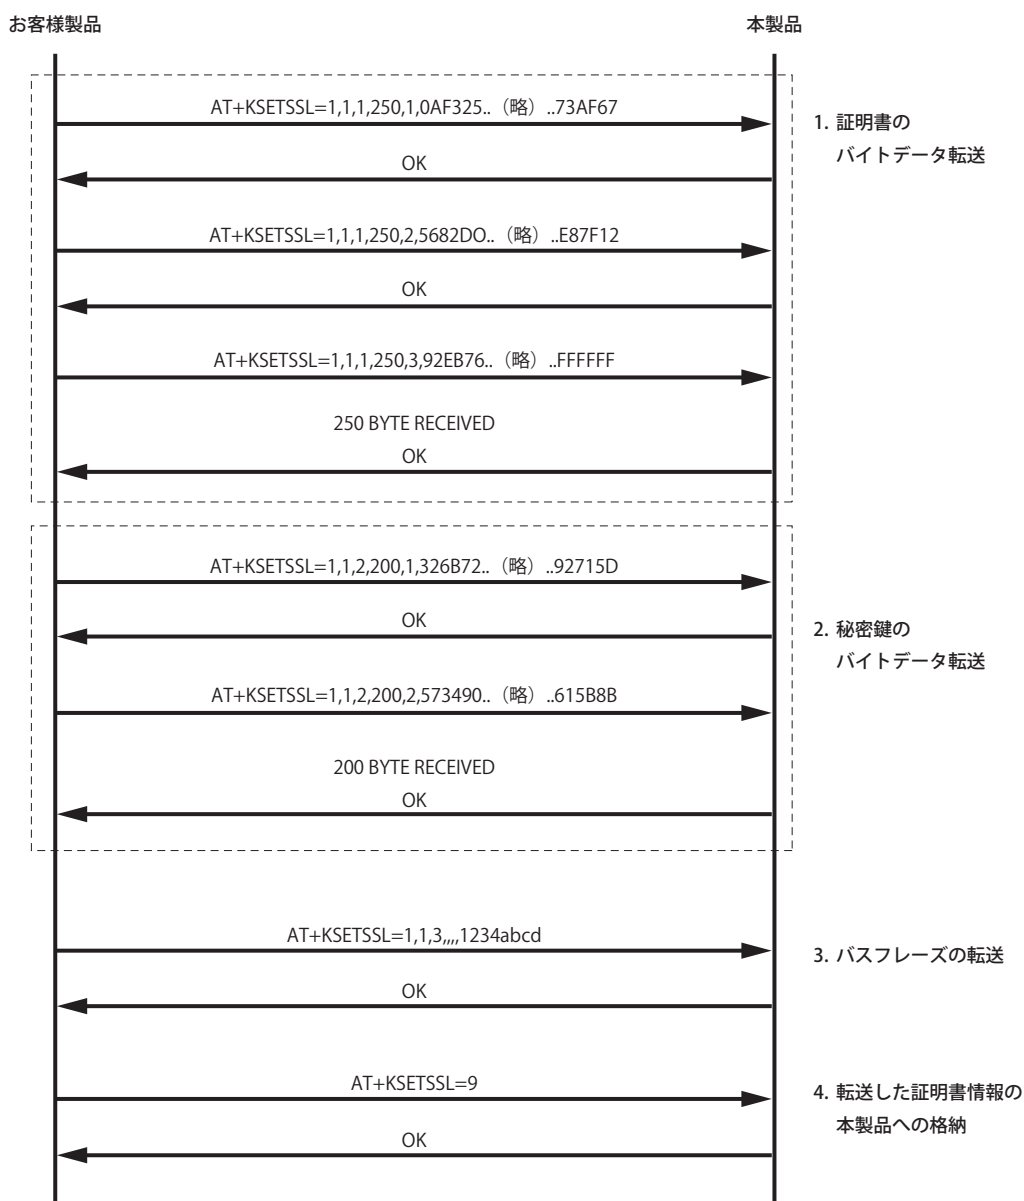 お客様製品
本製品
AT+KSETSSL=1,1,1,250,1,0AF325..（略）..73AF67
1. 証明書の
バイトデータ転送
OK
AT+KSETSSL=1,1,1,250,2,5682DO..（略）..E87F12
OK
AT+KSETSSL=1,1,1,250,3,92EB76..（略）..FFFFFF
250 BYTE RECEIVED
OK
AT+KSETSSL=1,1,2,200,1,326B72..（略）..92715D
OK
2. 秘密鍵の
バイトデータ転送
AT+KSETSSL=1,1,2,200,2,573490..（略）..615B8B
200 BYTE RECEIVED
OK
AT+KSETSSL=1,1,3,,,,1234abcd
3. パスフレーズの転送
OK
AT+KSETSSL=9
4. 転送した証明書情報の
本製品への格納
OK